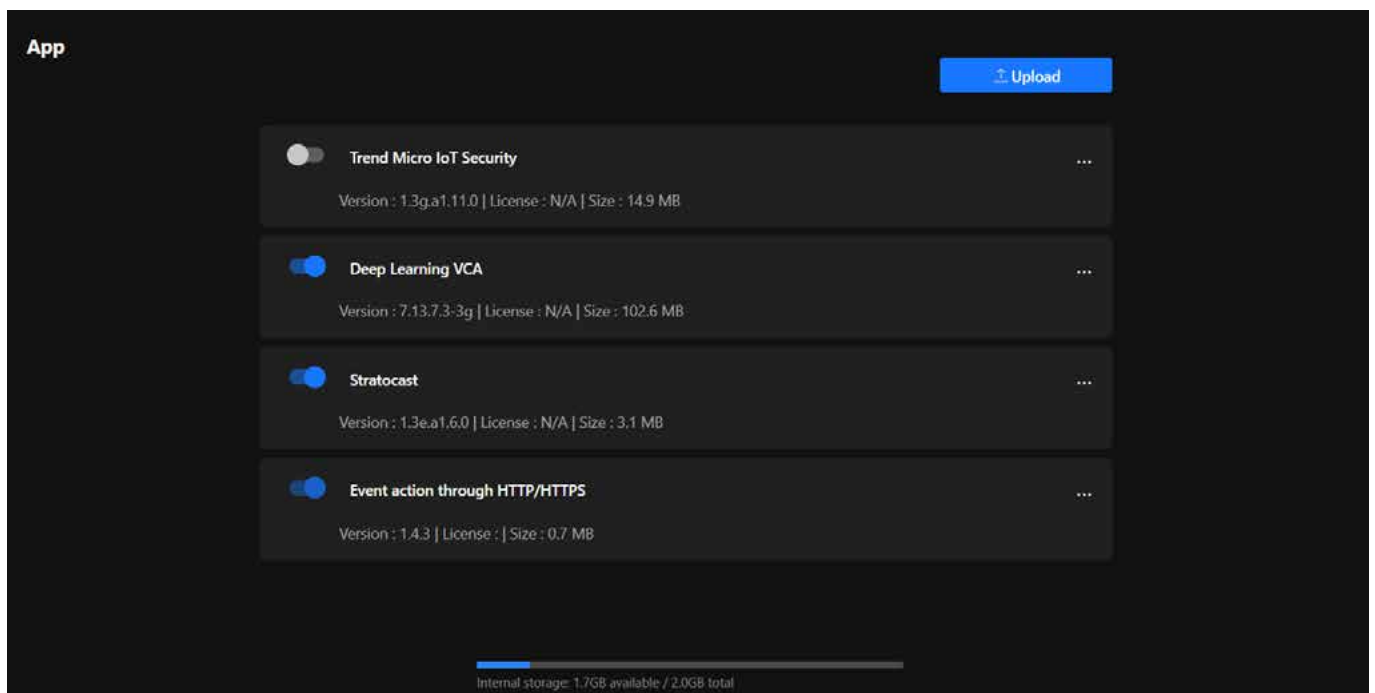 App
Upload
Trend Micro IoT Security
...
Version : 1.3g.a1.11.0 | License : N/A | Size : 14.9 MB
Deep Learning VCA
...
Version : 7.13.7.3-3g | License : N/A | Size : 102.6 MB
Stratocast
...
Version : 1.3e.a1.6.0 | License : N/A | Size : 3.1 MB
Event action through HTTP/HTTPS
...
Version : 1.4.3 | License : | Size : 0.7 MB
Internal storage: 1.7GB available / 2.0GB total